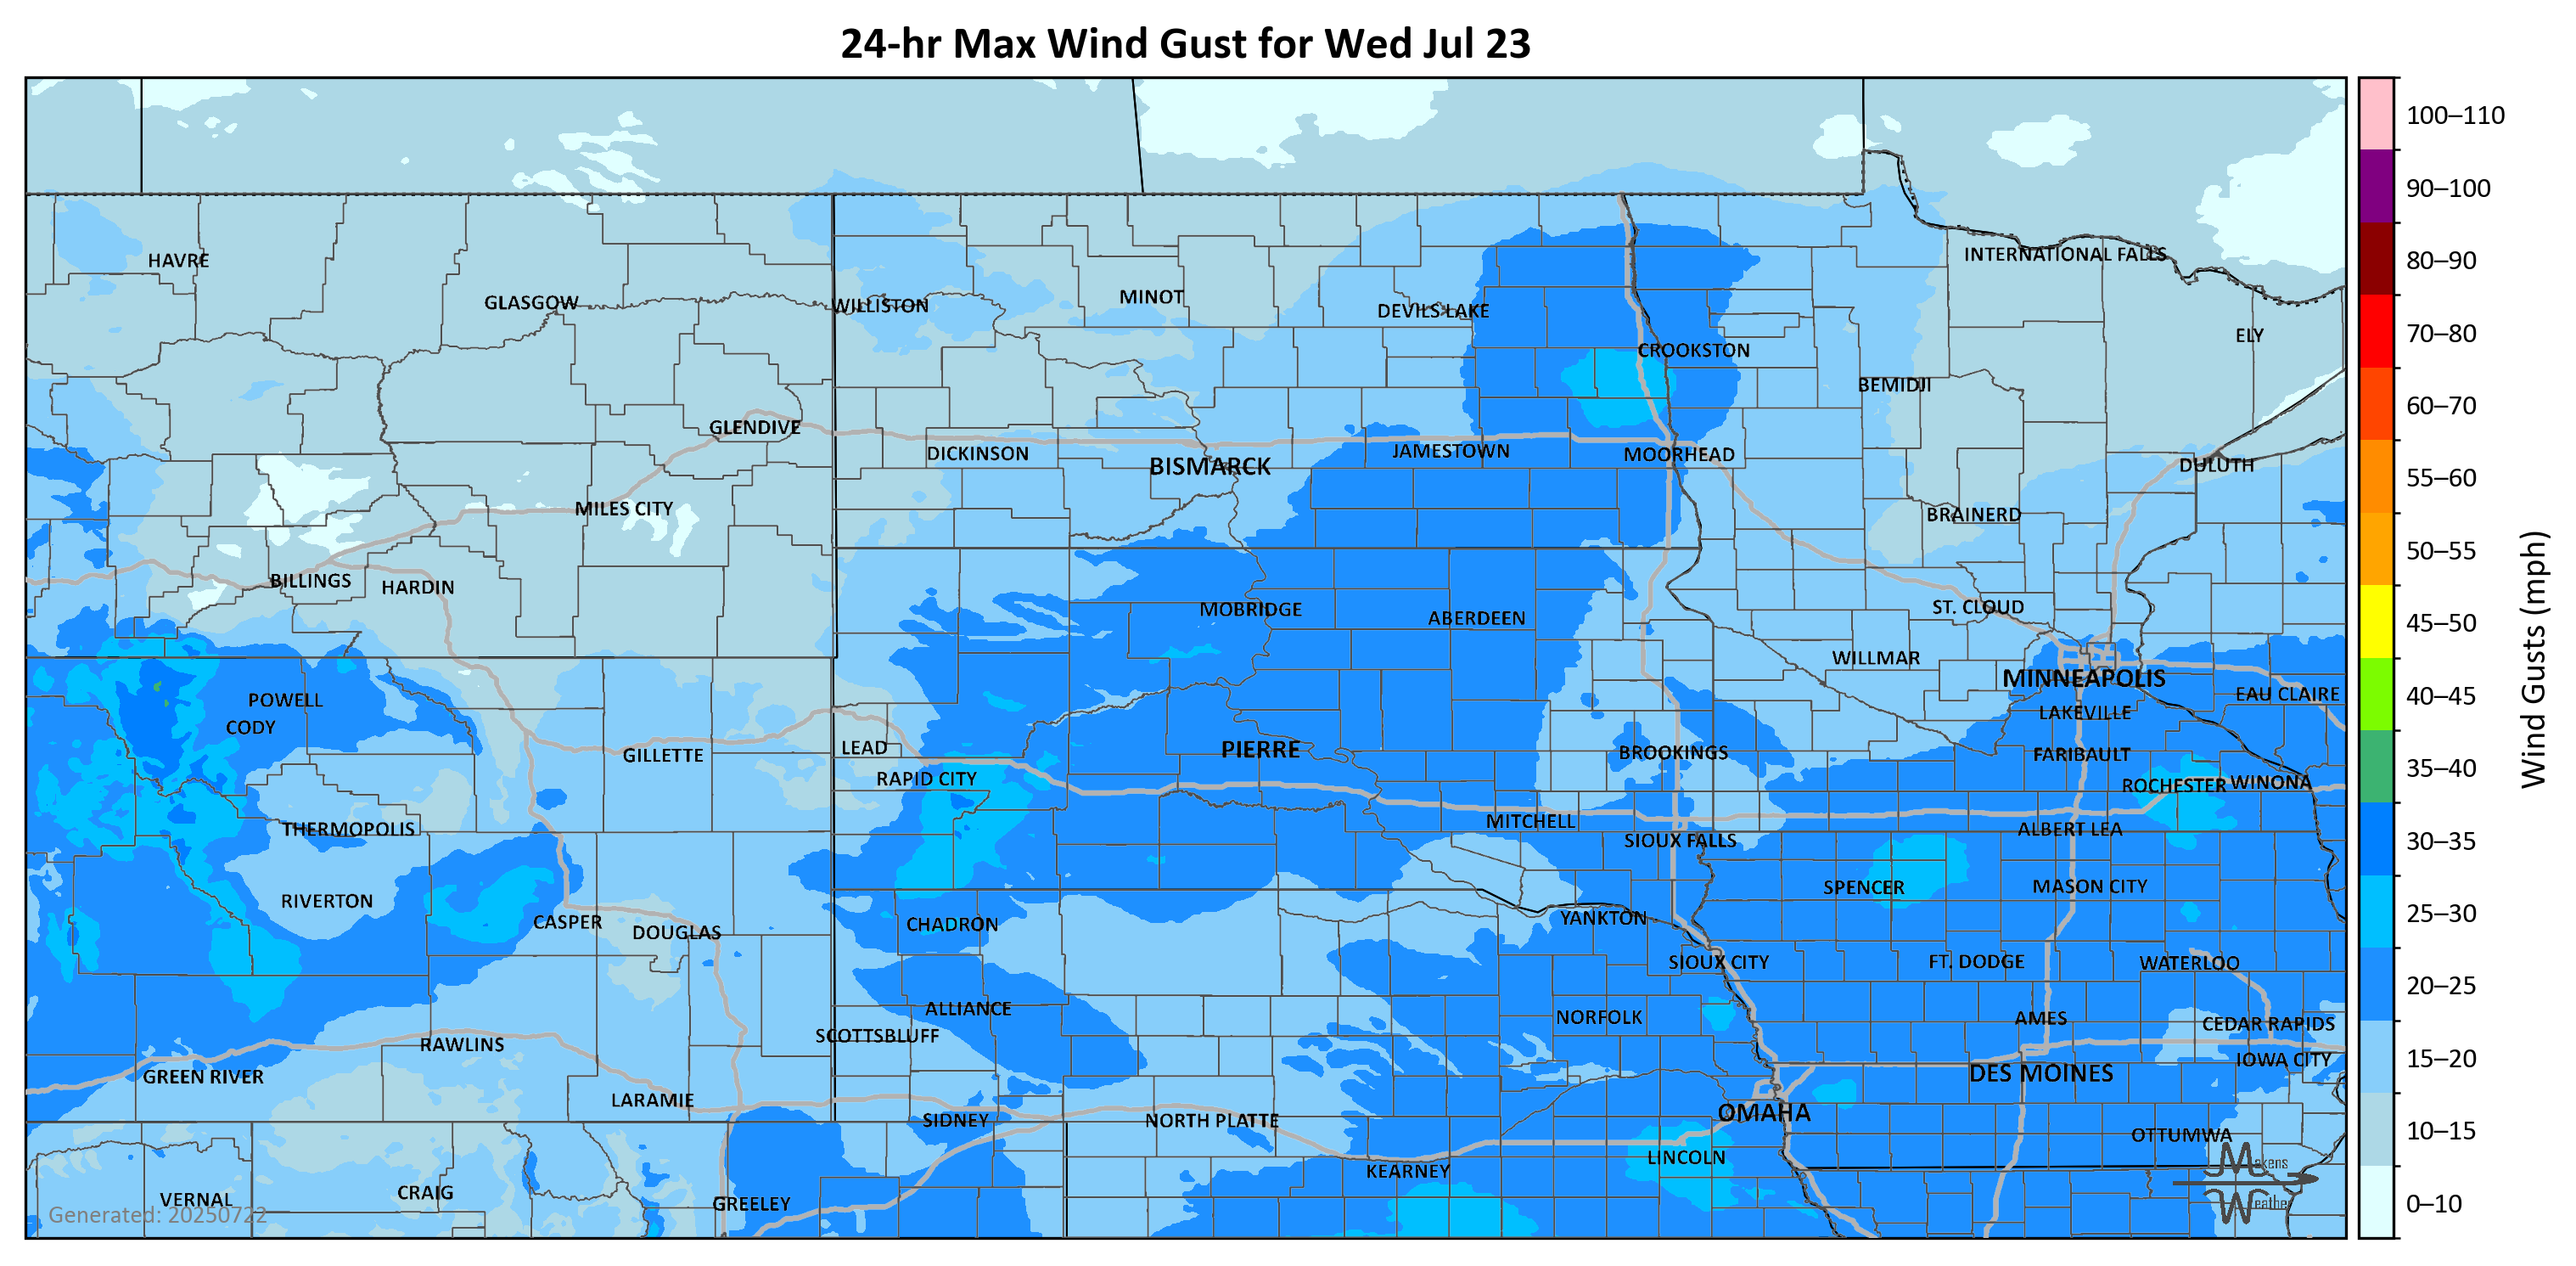 24-hr Max Wind Gust for Wed Jul 23
100–110
90–100
80–90
70–80
60–70
55–60
50–55
45–50
40–45
35–40
30–35
25–30
20–25
15–20
10–15
0–10
Wind Gusts (mph)
HAVRE
INTERNATIONAL FALLS
GLASGOW
WILLISTON
MINOT
DEVILS LAKE
ELY
CROOKSTON
BEMIDJI
GLENDIVE
DICKINSON
BISMARCK
JAMESTOWN
MOORHEAD
DULUTH
MILES CITY
BRAINERD
BILLINGS
HARDIN
MOBRIDGE
ABERDEEN
ST. CLOUD
WILLMAR
MINNEAPOLIS
POWELL
EAU CLAIRE
CODY
LAKEVILLE
GILLETTE
LEAD
PIERRE
BROOKINGS
FARIBAULT
RAPID CITY
ROCHESTER
WINONA
THERMOPOLIS
MITCHELL
ALBERT LEA
SIOUX FALLS
RIVERTON
SPENCER
MASON CITY
CASPER
DOUGLAS
CHADRON
YANKTON
SIOUX CITY
FT. DODGE
WATERLOO
ALLIANCE
NORFOLK
AMES
CEDAR RAPIDS
SCOTTSBLUFF
RAWLINS
IOWA CITY
GREEN RIVER
DES MOINES
LARAMIE
OMAHA
SIDNEY
NORTH PLATTE
OTTUMWA
LINCOLN
KEARNEY
VERNAL
CRAIG
GREELEY
Generated: 20250722
Makens
Weather